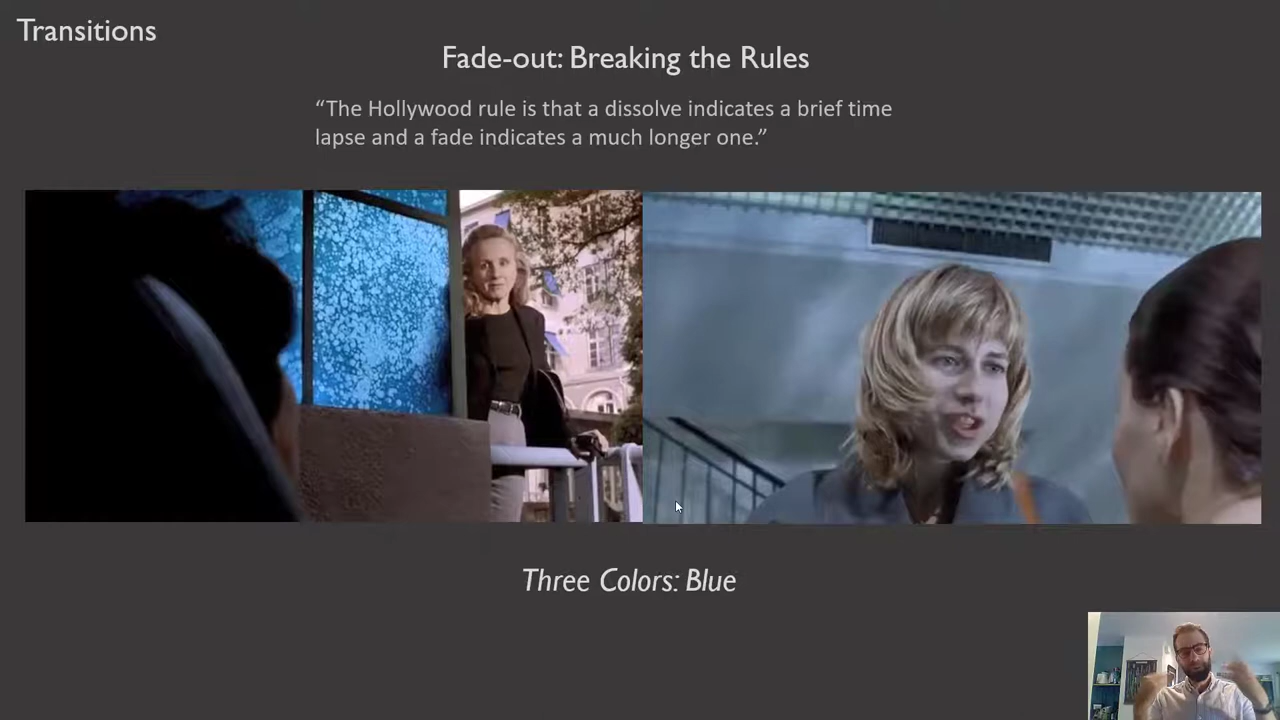 Transitions
Fade-out: Breaking the Rules
“The Hollywood rule is that a dissolve indicates a brief time
lapse and a fade indicates a much longer one.”
Three Colors: Blue